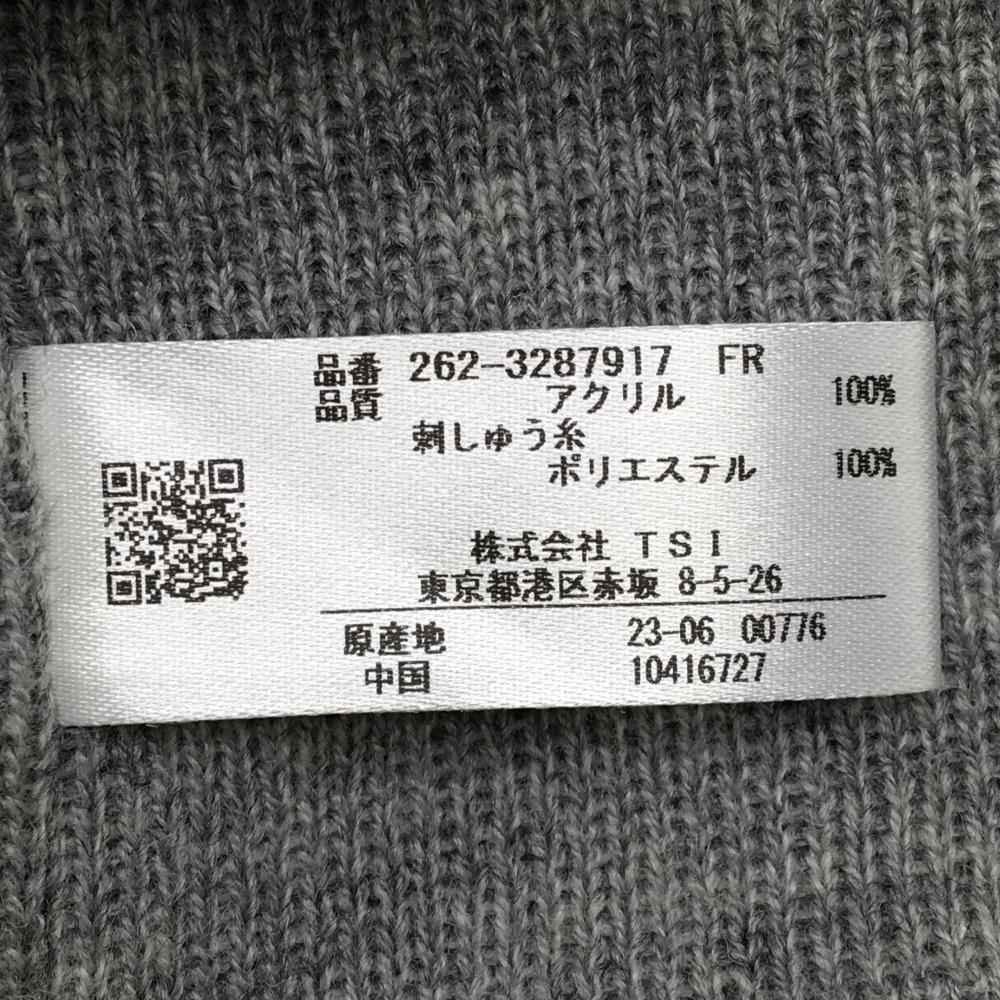 品番 262-3287917 FR
品質 アクリル 100%
刺しゅう糸
ポリエステル 100%
株式会社 TSI
東京都港区赤坂 8-5-26
原産地 23-06 00776
中国 10416727